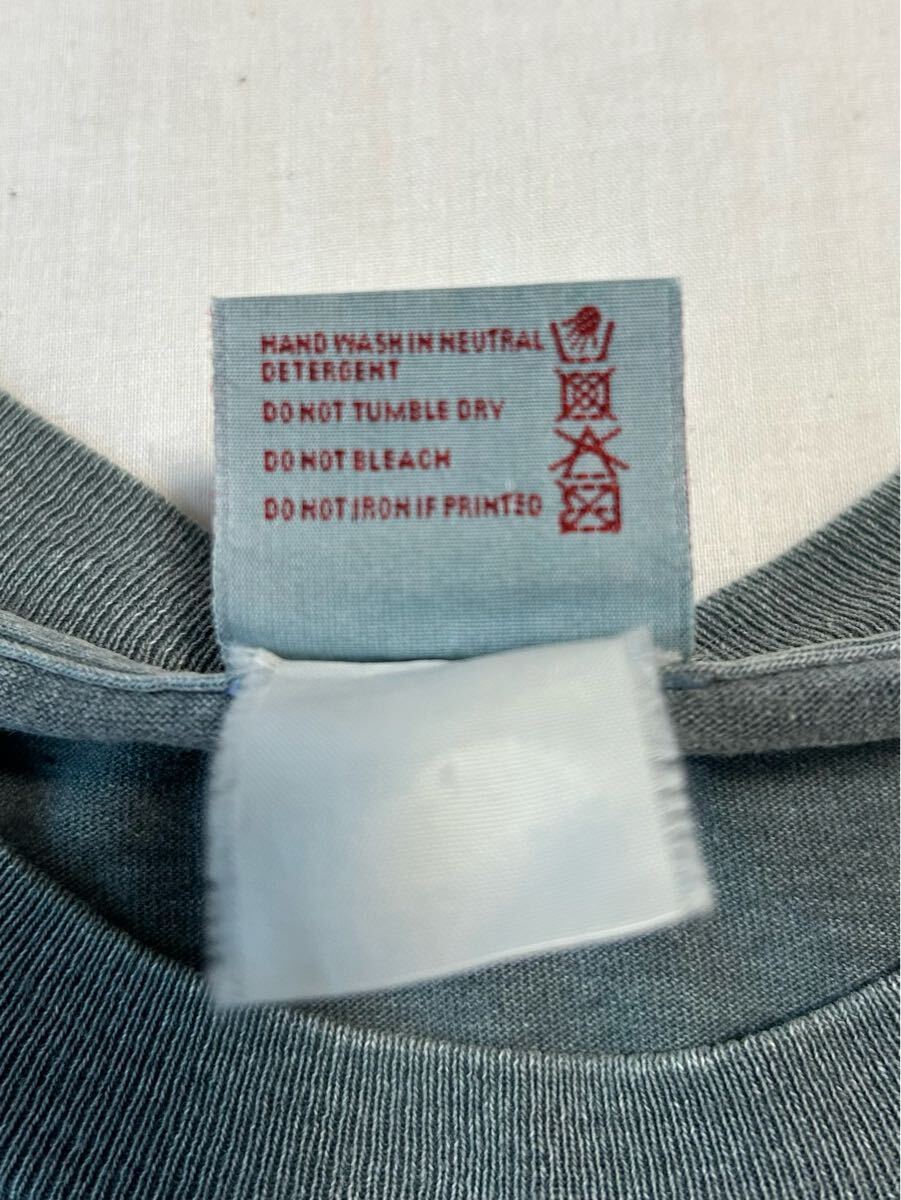 HAND WASH IN NEUTRAL
DETERGENT
DO NOT TUMBLE DRY
DO NOT BLEACH
DO NOT IRON IF PRINTED